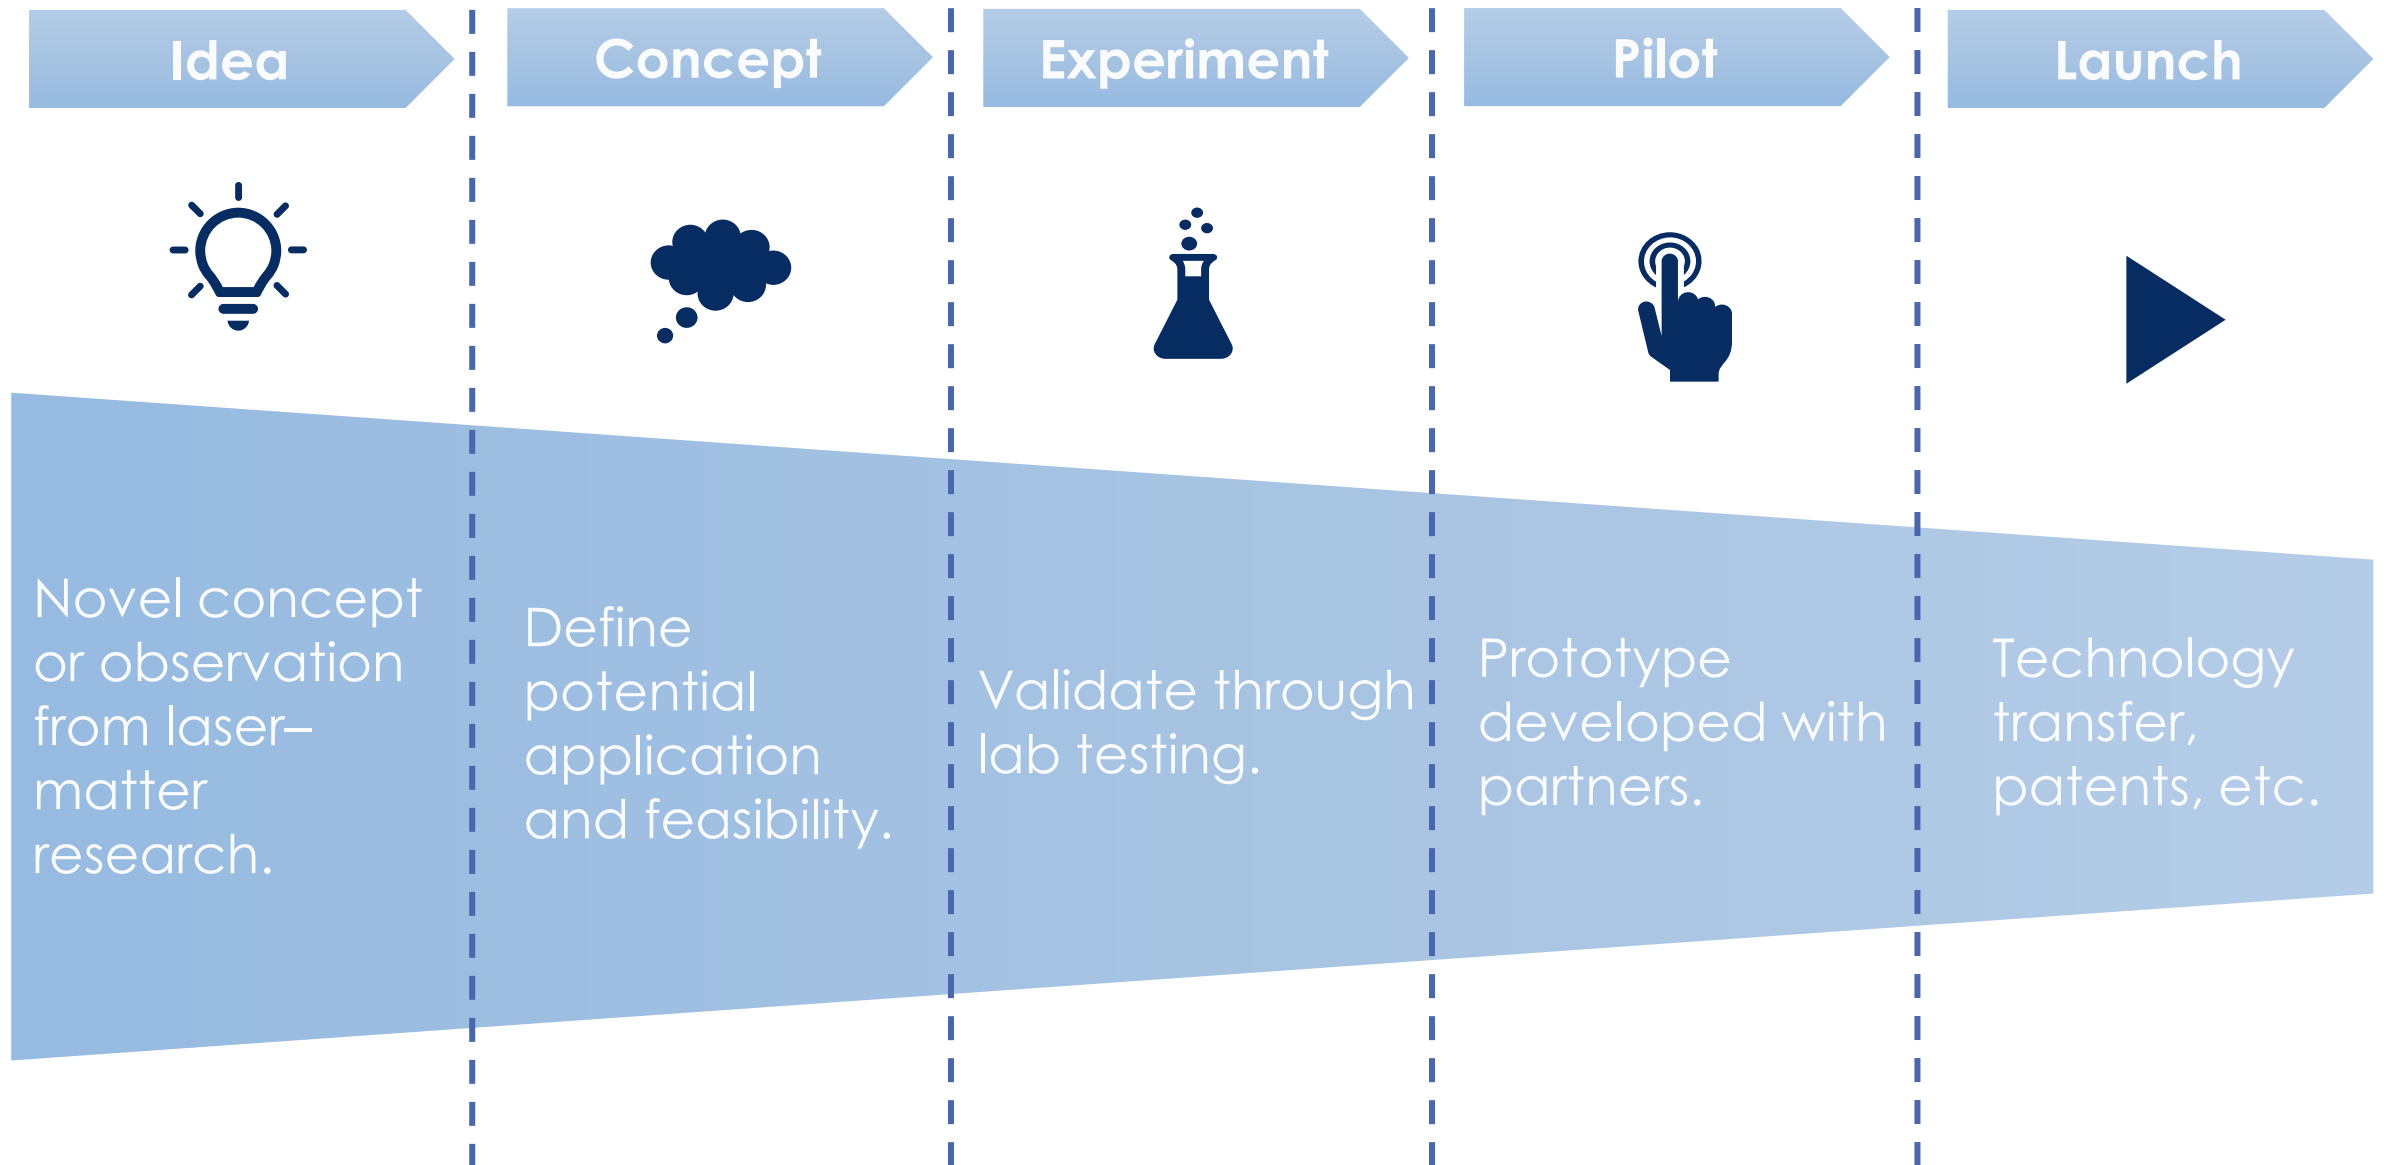 Idea
Concept
Experiment
Pilot
Launch
Novel concept
or observation
from laser–
matter
research.
Define
potential
application
and feasibility.
Validate through
lab testing.
Prototype
developed with
partners.
Technology
transfer,
patents, etc.